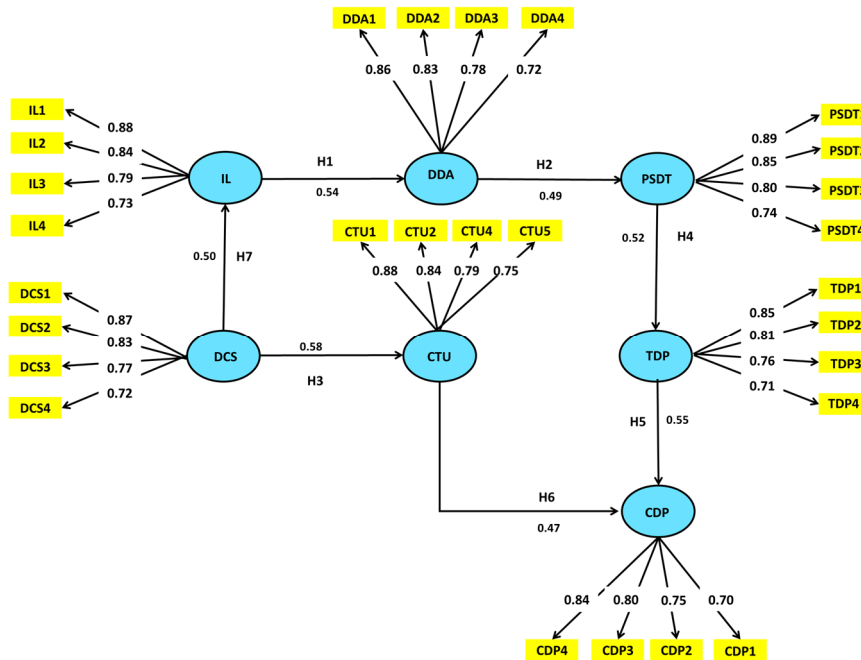 DDA1 DDA2 DDA3 DDA4
0.86 0.83 0.78 0.72
IL1
IL2
IL3
IL4
0.88
0.84
0.79
0.73
IL
H1
0.54
DDA
H2
0.49
PSDT
0.89
0.85
0.80
0.74
PSDT4
0.50
H7
CTU1 CTU2 CTU4 CTU5
0.88 0.84 0.79 0.75
0.52
H4
DCS1
DCS2
DCS3
DCS4
0.87
0.83
0.77
0.72
DCS
0.58
H3
CTU
TDP
0.85
0.81
0.76
0.71
TDP1
TDP2
TDP3
TDP4
H5
0.55
H6
0.47
CDP
0.84 0.80 0.75 0.70
CDP4 CDP3 CDP2 CDP1